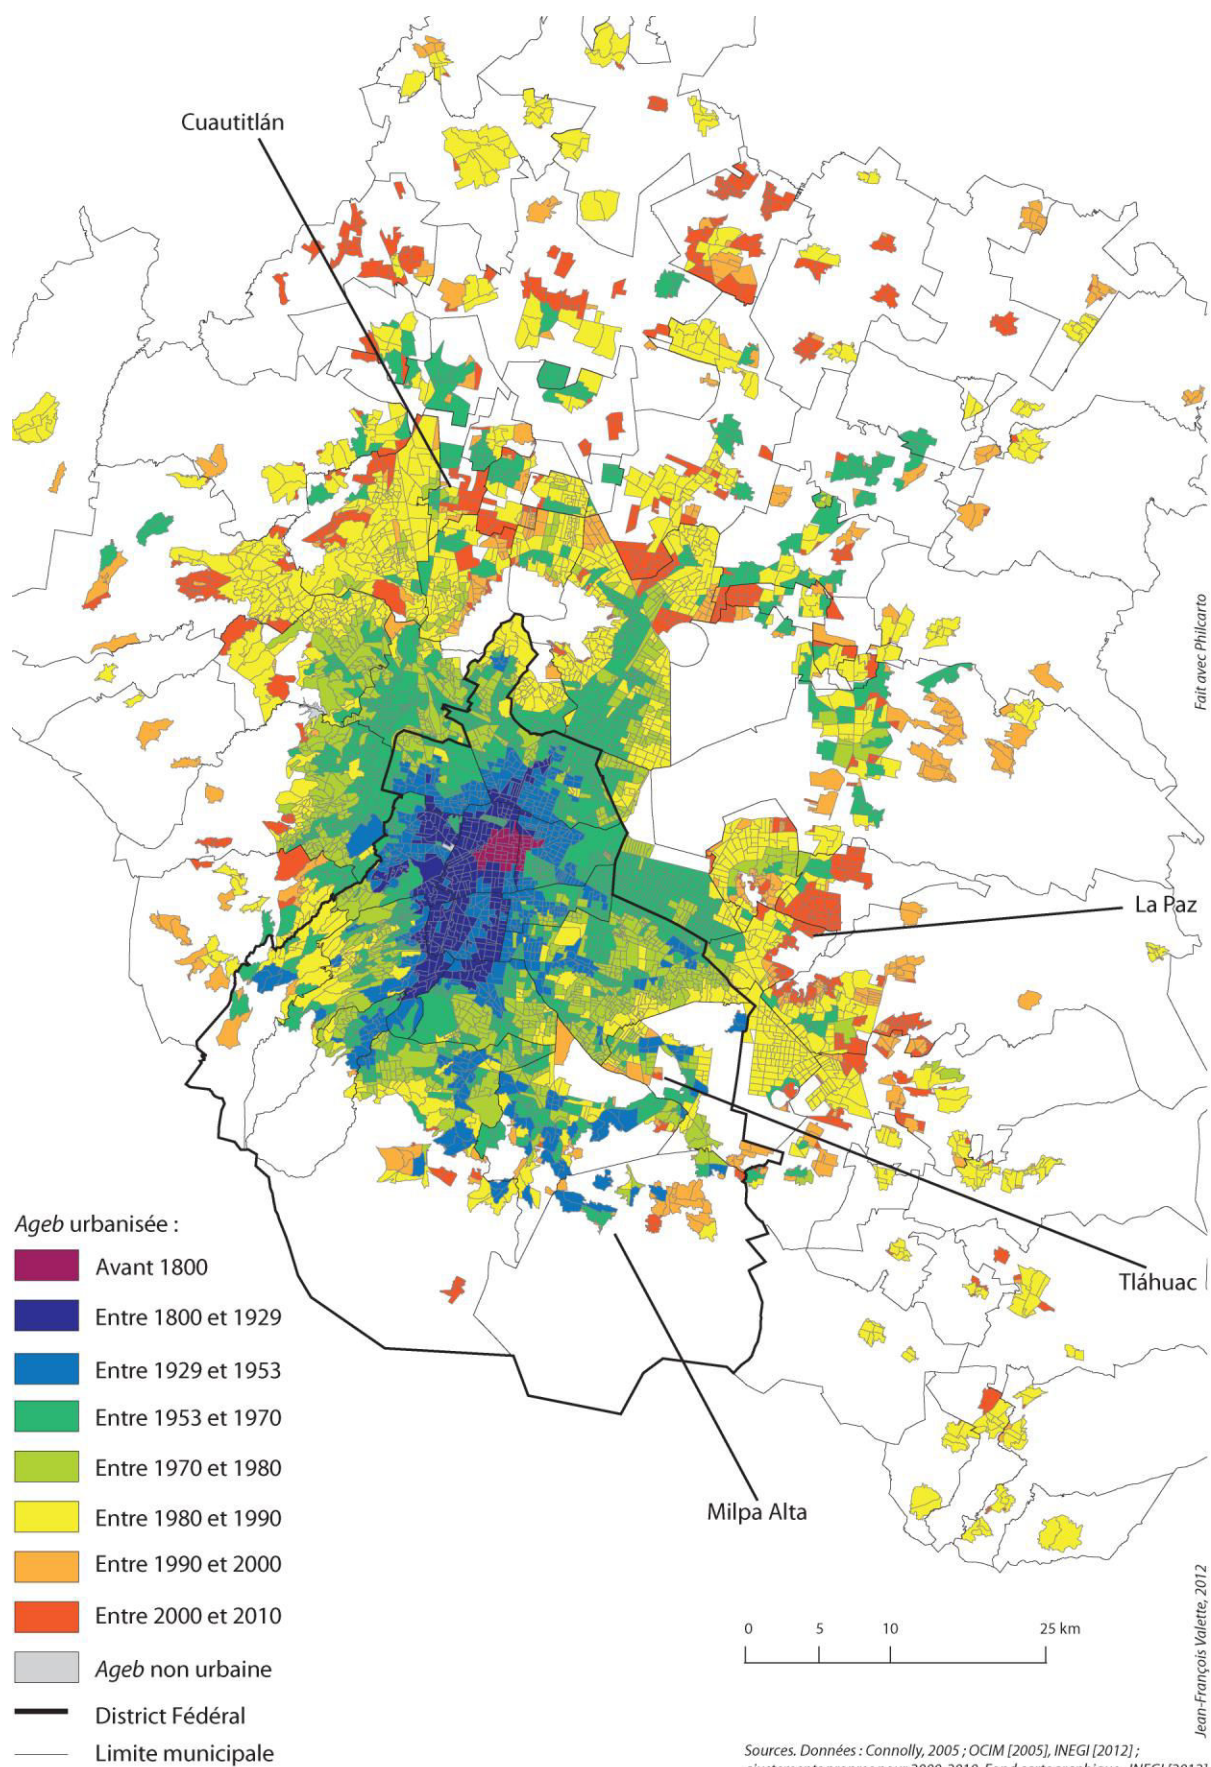 Cuautitlán
Fait avec Philcarto
La Paz
Tláhuac
Milpa Alta
Ageb urbanisée :
Avant 1800
Entre 1800 et 1929
Entre 1929 et 1953
Entre 1953 et 1970
Entre 1970 et 1980
Entre 1980 et 1990
Entre 1990 et 2000
Entre 2000 et 2010
Ageb non urbaine
District Fédéral
Limite municipale
0 5 10 25 km
Jean-François Valette, 2012
Sources. Données : Connolly, 2005 ; OCIM [2005], INEGI [2012] ;